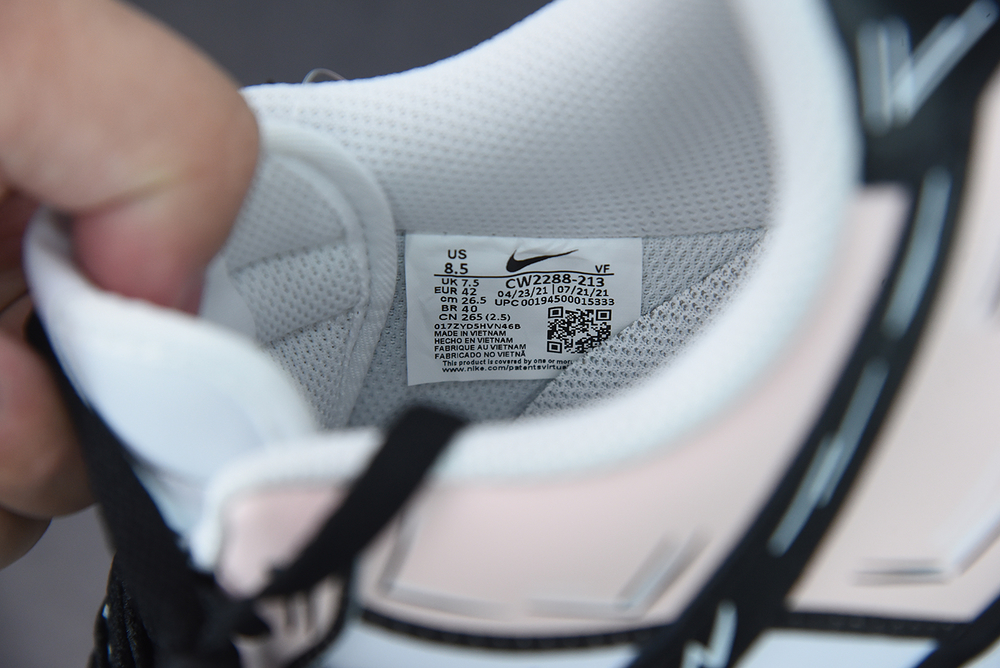 US
8.5 VF
UK 7.5 CW2288-213
EUR 42 04/23/21 | 07/21/21
cm 26.5 UPC 00194500015333
BR 40
CN 265 (2.5)
017ZYD5HVN46B
MADE IN VIETNAM
HECHO EN VIETNAM
FABRIQUE AU VIETNAM
FABRICADO NO VIETNÃ
This product is covered by one or more
www.nike.com/patentsvirtua